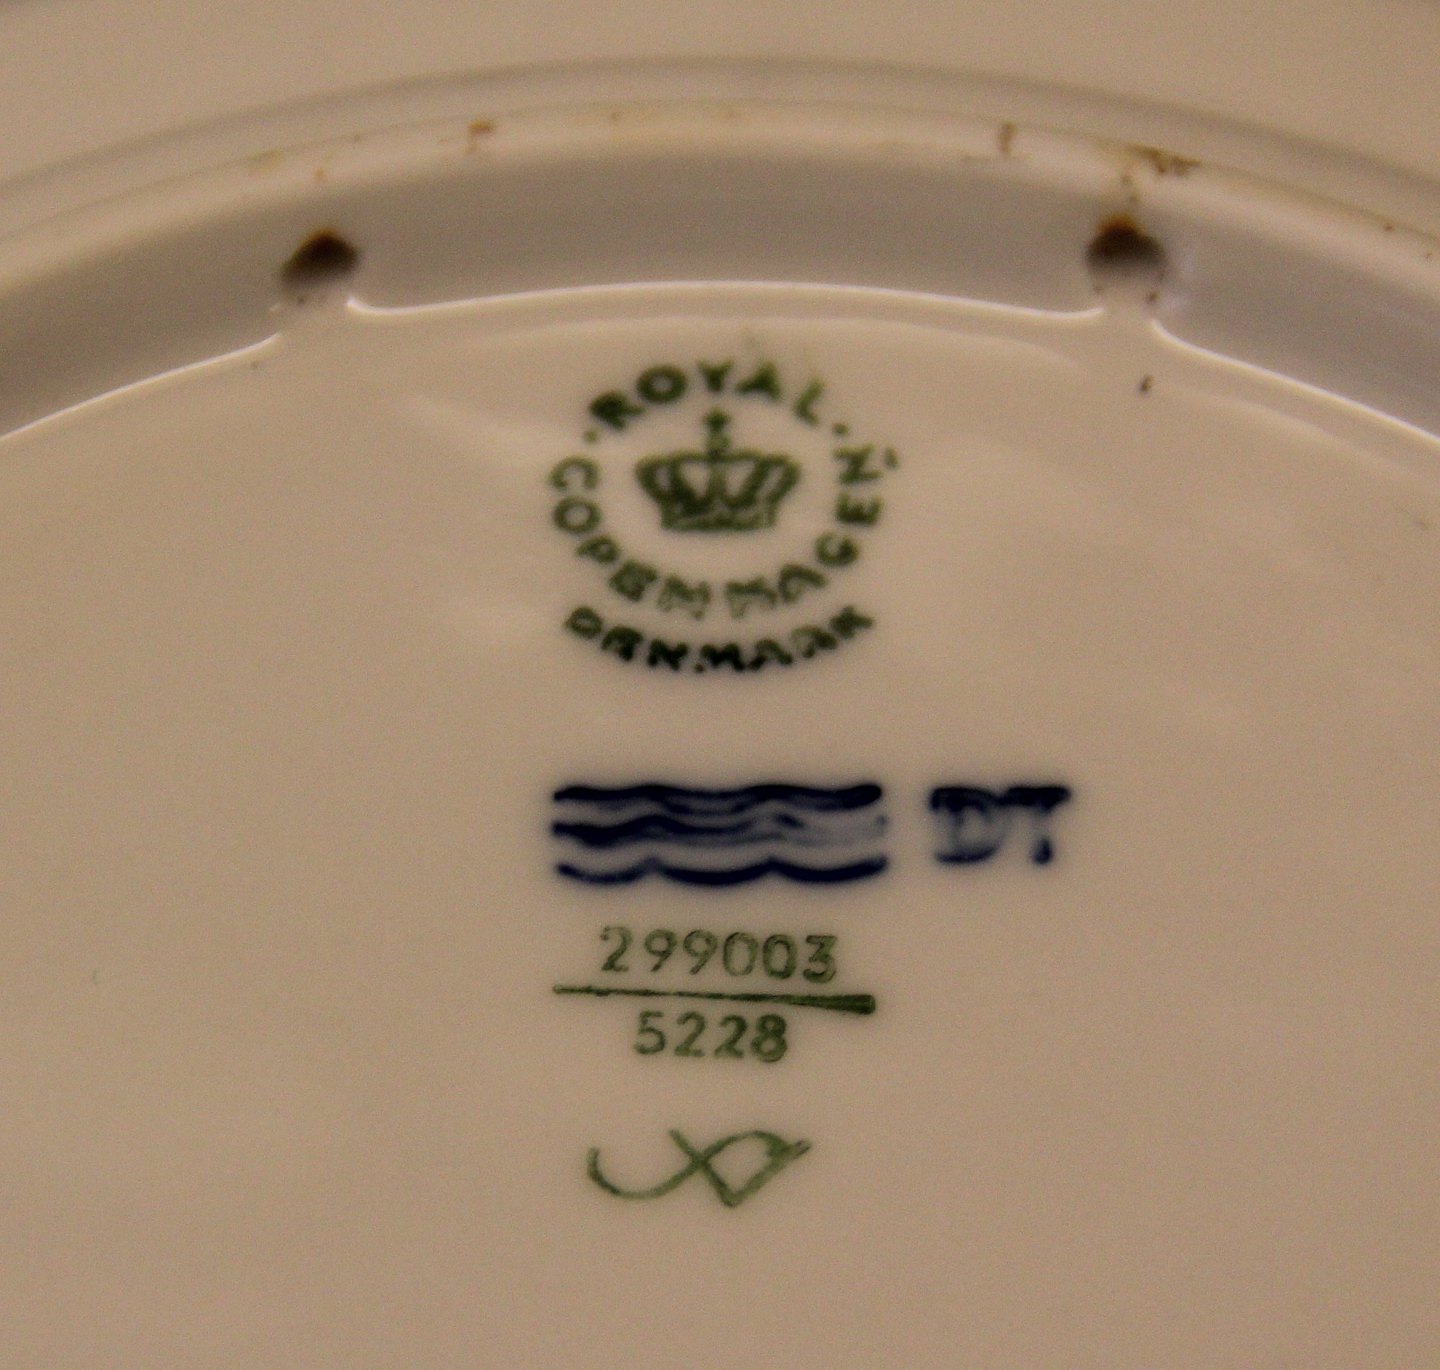 ROYAL
COPENHAGEN
DENMARK
DT
299003
5228